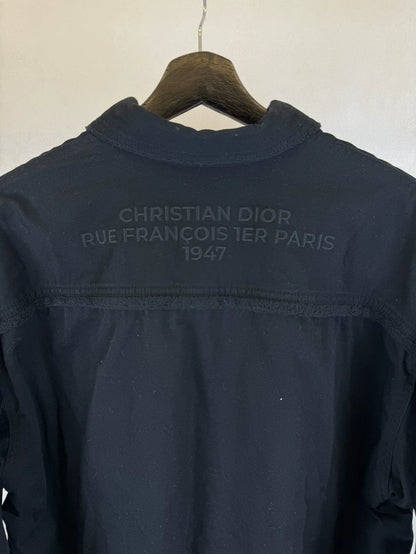 CHRISTIAN DIOR
RUE FRANÇOIS 1ER PARIS
1947